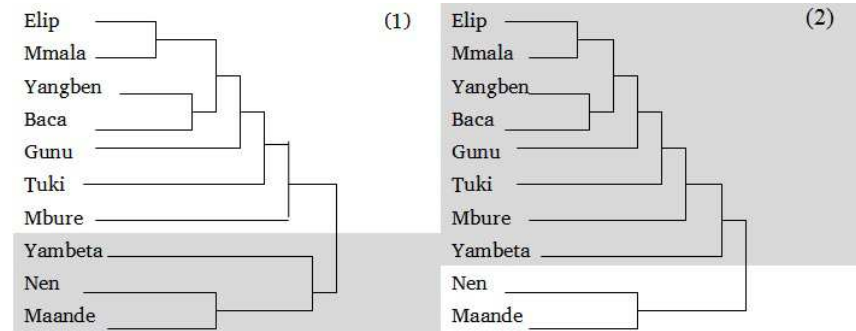 Elip
(1)
Mmala
Yangben
Baca
Gunu
Tuki
Mbure
Yambeta
Nen
Maande
Elip
(2)
Mmala
Yangben
Baca
Gunu
Tuki
Mbure
Yambeta
Nen
Maande